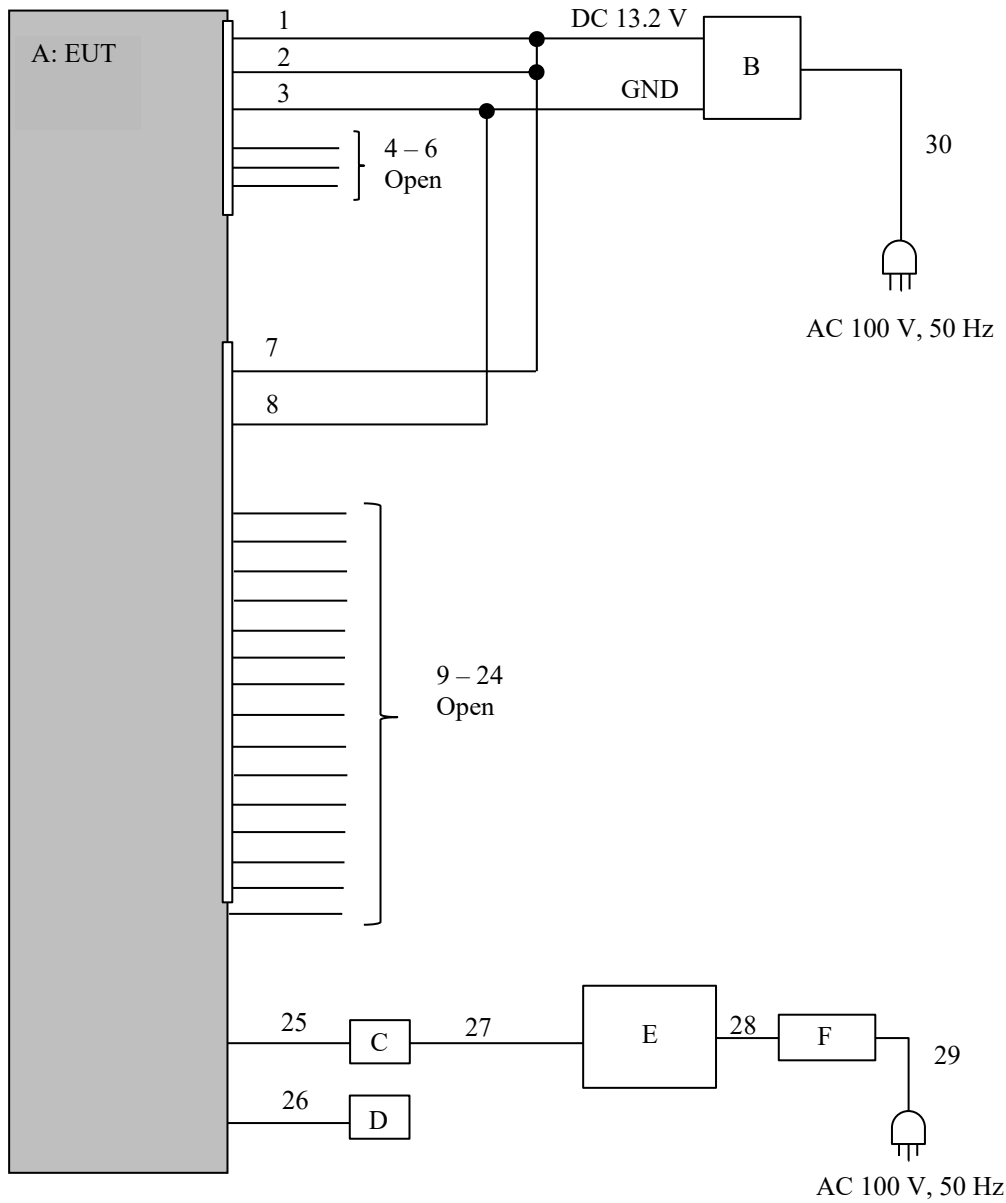 1
DC 13.2 V
A: EUT
2
B
3
GND
4 – 6
Open
30
AC 100 V, 50 Hz
7
8
9 – 24
Open
25
C
27
E
28
F
29
26
D
AC 100 V, 50 Hz